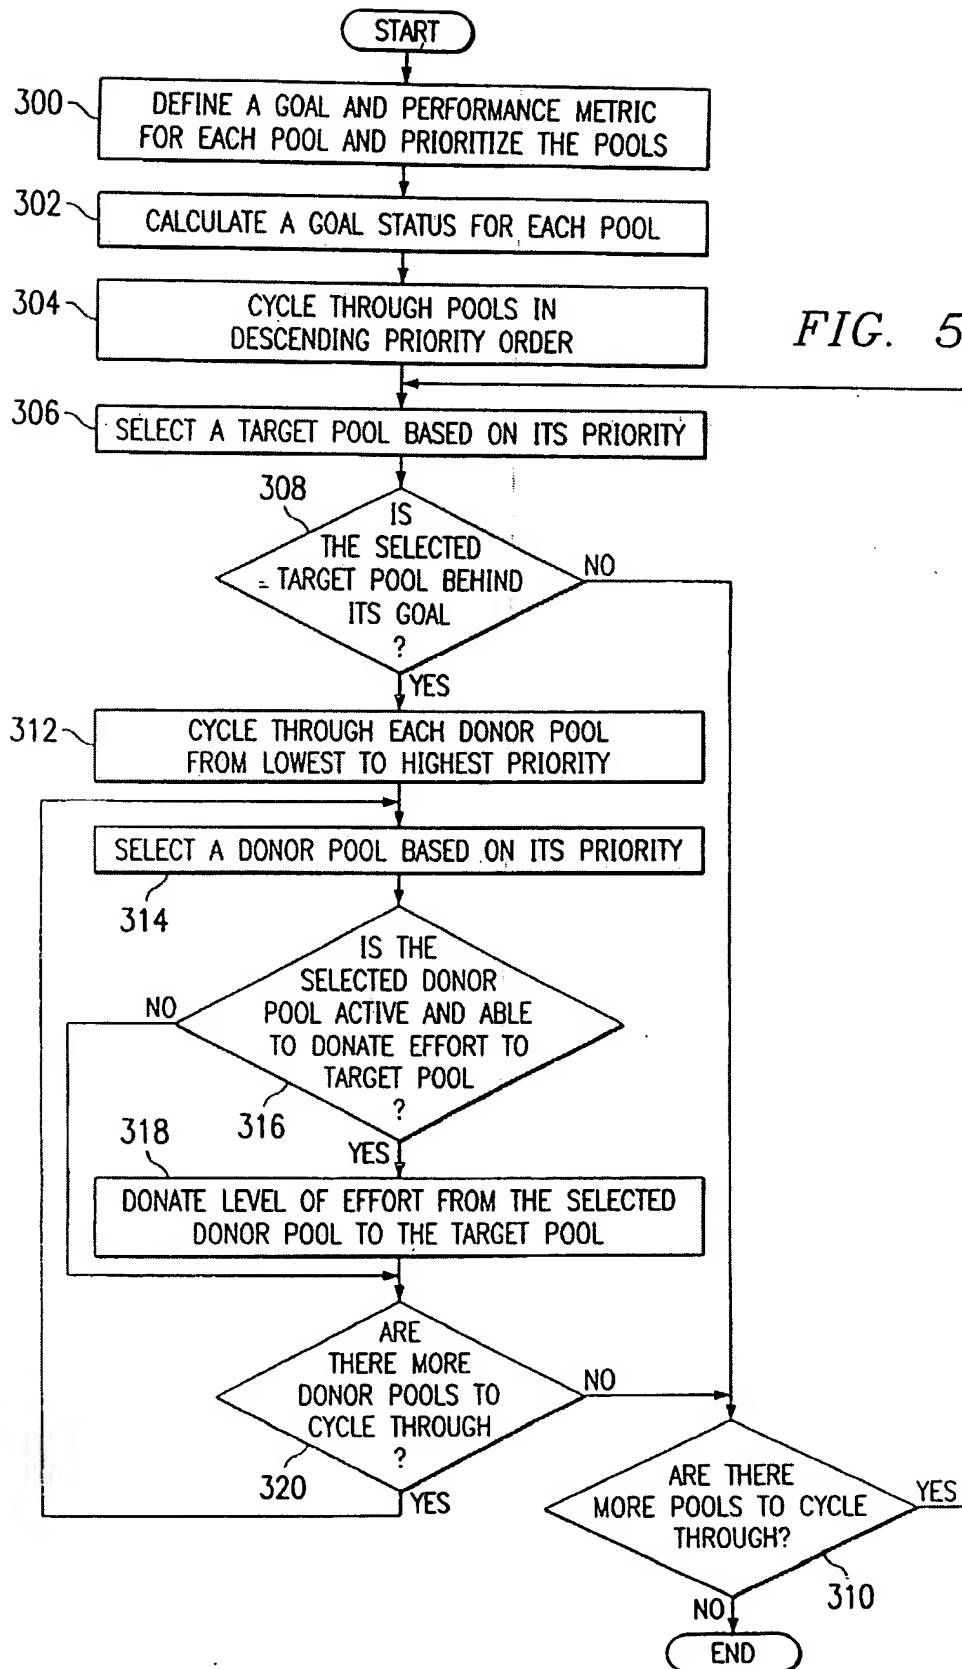 START
300
DEFINE A GOAL AND PERFORMANCE METRIC
FOR EACH POOL AND PRIORITIZE THE POOLS
302
CALCULATE A GOAL STATUS FOR EACH POOL
304
CYCLE THROUGH POOLS IN
DESCENDING PRIORITY ORDER
FIG. 5
306
SELECT A TARGET POOL BASED ON ITS PRIORITY
308
IS
THE SELECTED
TARGET POOL BEHIND
ITS GOAL
?
NO
YES
312
CYCLE THROUGH EACH DONOR POOL
FROM LOWEST TO HIGHEST PRIORITY
SELECT A DONOR POOL BASED ON ITS PRIORITY
314
IS THE
SELECTED DONOR
POOL ACTIVE AND ABLE
TO DONATE EFFORT TO
TARGET POOL
?
NO
316
YES
318
DONATE LEVEL OF EFFORT FROM THE SELECTED
DONOR POOL TO THE TARGET POOL
ARE
THERE MORE
DONOR POOLS TO
CYCLE THROUGH
?
NO
320
YES
ARE THERE
MORE POOLS TO CYCLE
THROUGH?
YES
310
NO
END